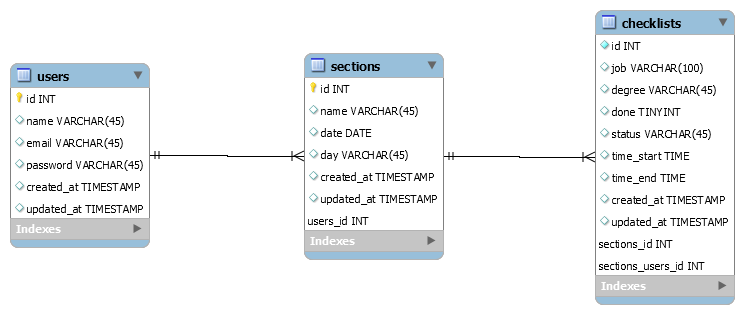 users
id INT
name VARCHAR(45)
email VARCHAR(45)
password VARCHAR(45)
created_at TIMESTAMP
updated_at TIMESTAMP
Indexes
sections
id INT
name VARCHAR(45)
date DATE
day VARCHAR(45)
created_at TIMESTAMP
updated_at TIMESTAMP
users_id INT
Indexes
checklists
id INT
job VARCHAR(100)
degree VARCHAR(45)
done TINYINT
status VARCHAR(45)
time_start TIME
time_end TIME
created_at TIMESTAMP
updated_at TIMESTAMP
sections_id INT
sections_users_id INT
Indexes